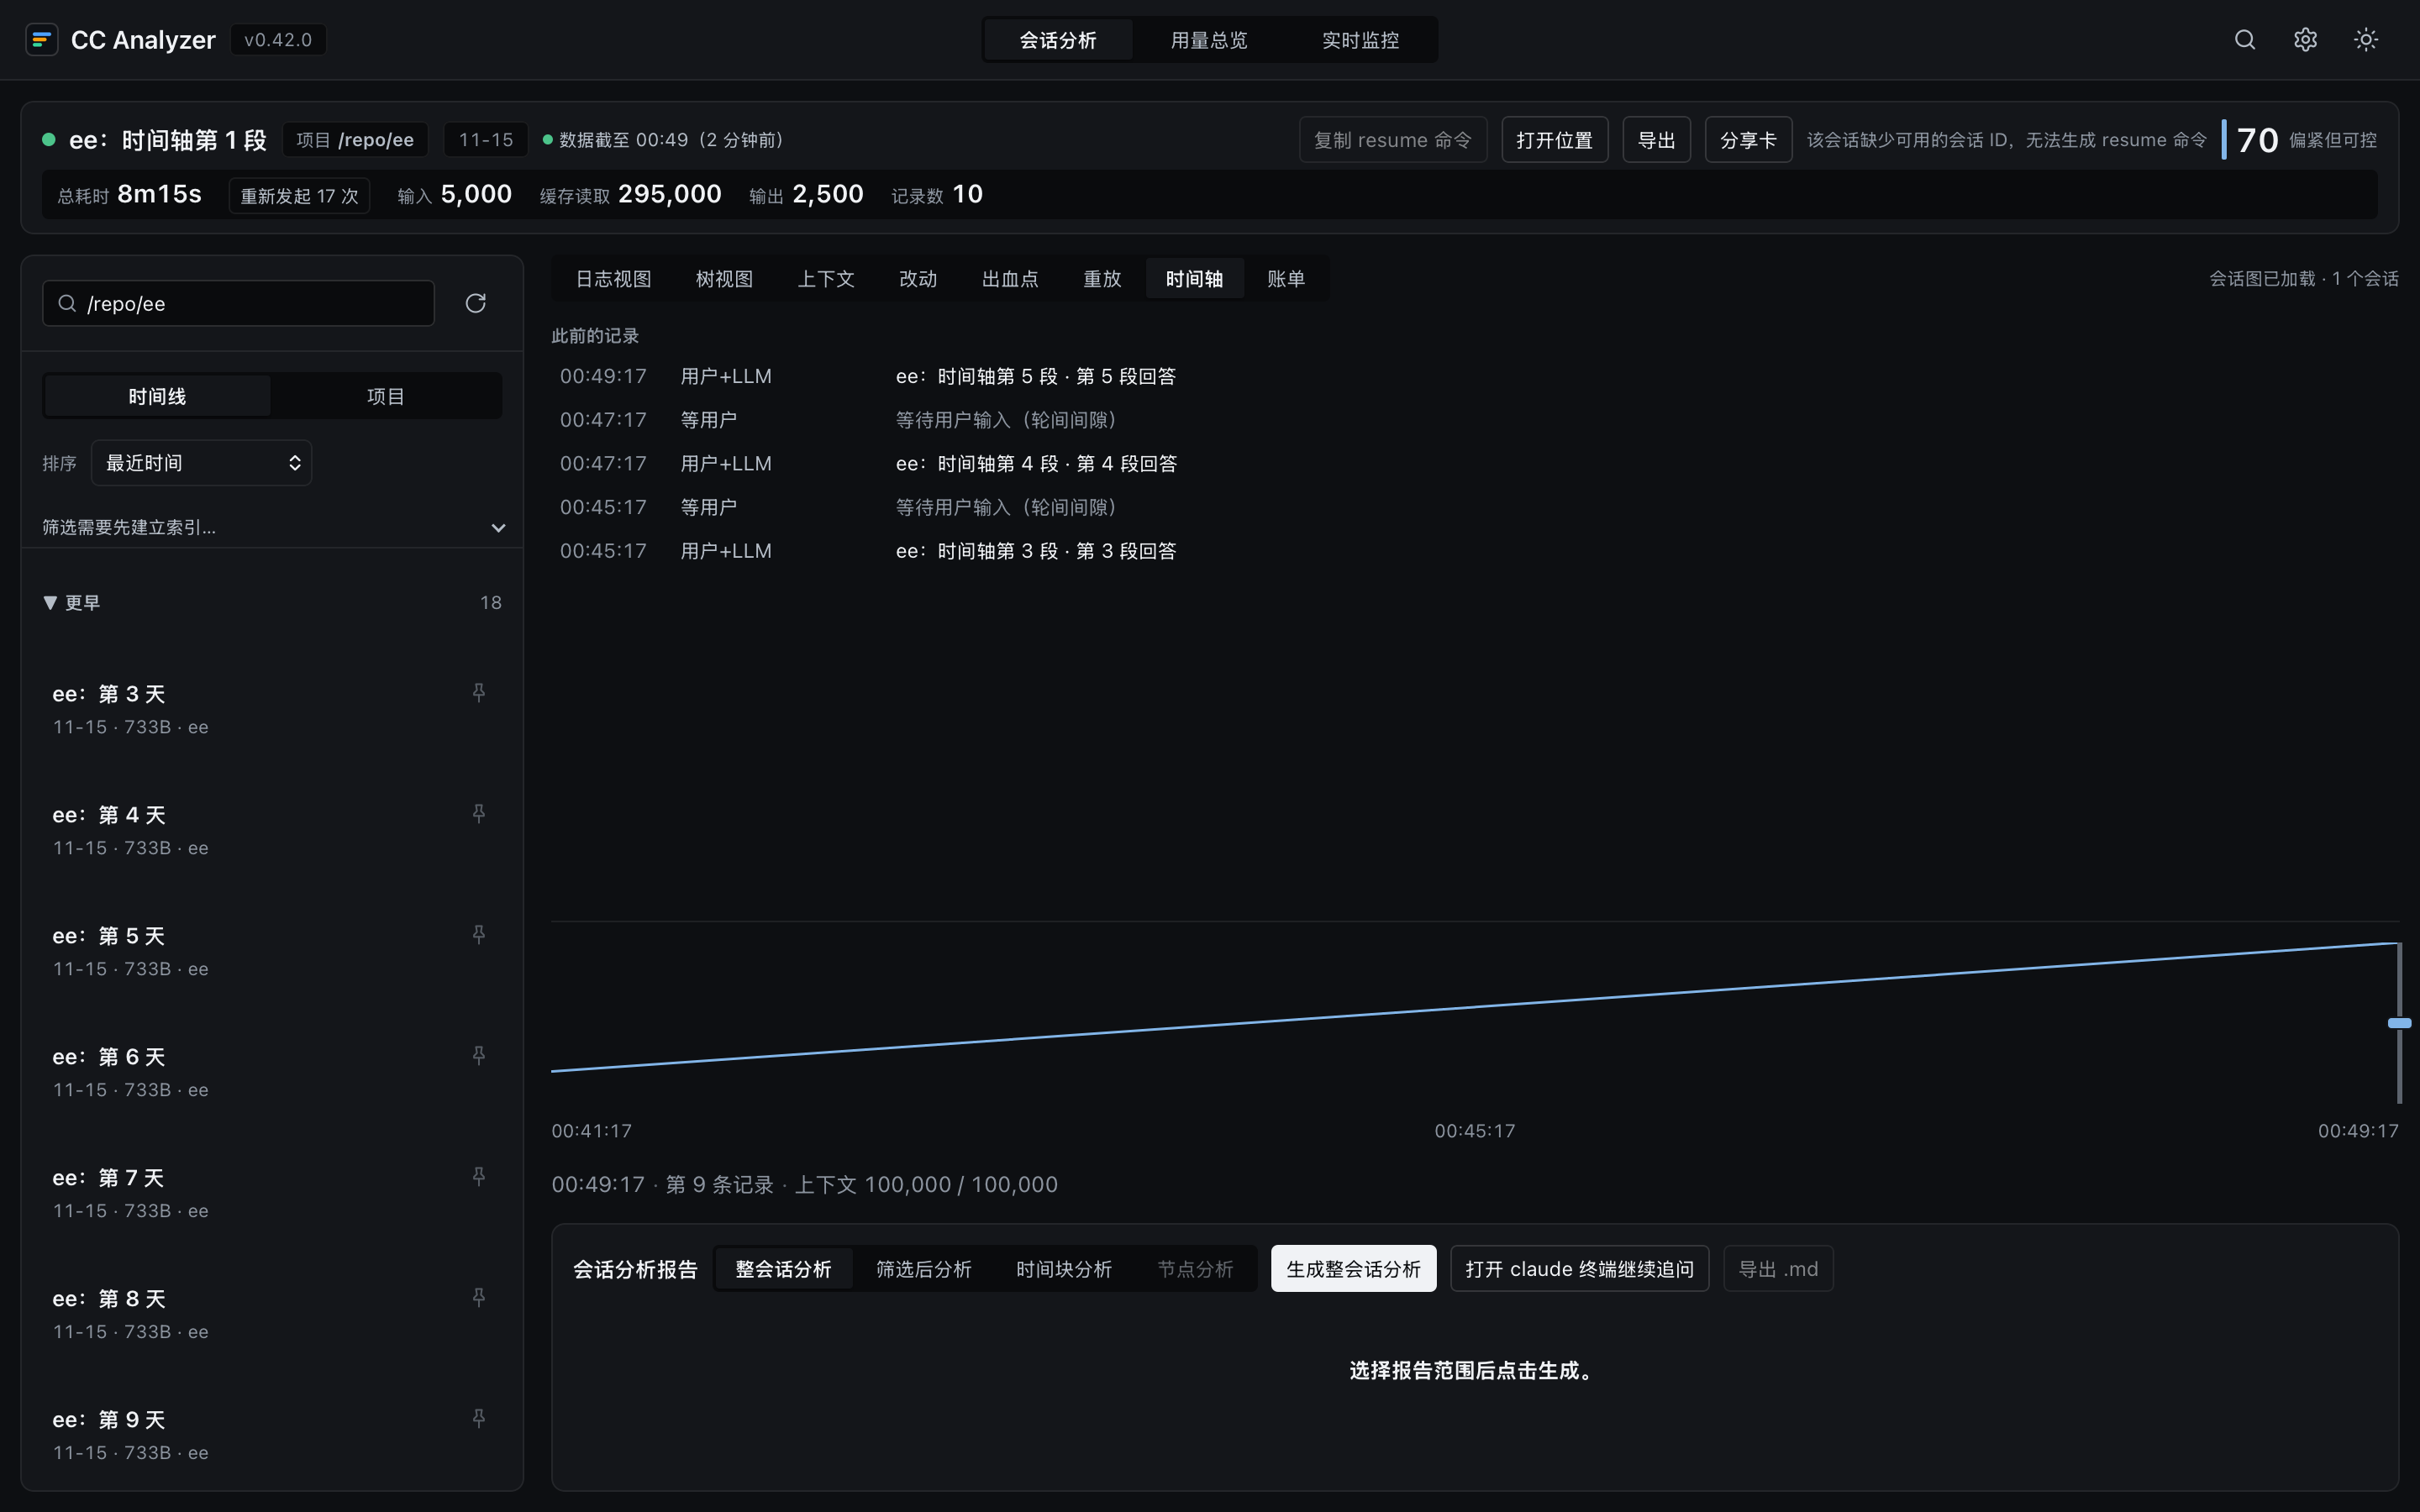 CC Analyzer v0.42.0
会话分析 用量总览 实时监控
ee：时间轴第 1 段 项目 /repo/ee 11-15 数据截至 00:49（2 分钟前） 复制 resume 命令 打开位置 导出 分享卡 该会话缺少可用的会话 ID，无法生成 resume 命令 70 偏紧但可控
总耗时 8m15s 重新发起 17 次 输入 5,000 缓存读取 295,000 输出 2,500 记录数 10
/repo/ee
时间线 项目
排序 最近时间
筛选需要先建立索引...
▼ 更早 18
ee：第 3 天
11-15 · 733B · ee
ee：第 4 天
11-15 · 733B · ee
ee：第 5 天
11-15 · 733B · ee
ee：第 6 天
11-15 · 733B · ee
ee：第 7 天
11-15 · 733B · ee
ee：第 8 天
11-15 · 733B · ee
ee：第 9 天
11-15 · 733B · ee
日志视图 树视图 上下文 改动 出血点 重放 时间轴 账单 会话图已加载 · 1 个会话
此前的记录
00:49:17 用户+LLM ee：时间轴第 5 段 · 第 5 段回答
00:47:17 等用户 等待用户输入（轮间间隙）
00:47:17 用户+LLM ee：时间轴第 4 段 · 第 4 段回答
00:45:17 等用户 等待用户输入（轮间间隙）
00:45:17 用户+LLM ee：时间轴第 3 段 · 第 3 段回答
00:41:17 00:45:17 00:49:17
00:49:17 · 第 9 条记录 · 上下文 100,000 / 100,000
会话分析报告 整会话分析 筛选后分析 时间块分析 节点分析 生成整会话分析 打开 claude 终端继续追问 导出 .md
选择报告范围后点击生成。